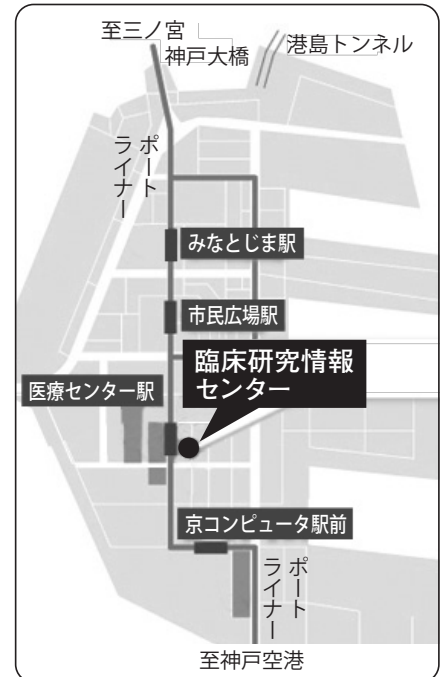 至三ノ宮
神戸大橋
港島トンネル
ポート
ライナー
みなとじま駅
市民広場駅
臨床研究情報
センター
医療センター駅
京コンピュータ駅前
ポート
ライナー
至神戸空港